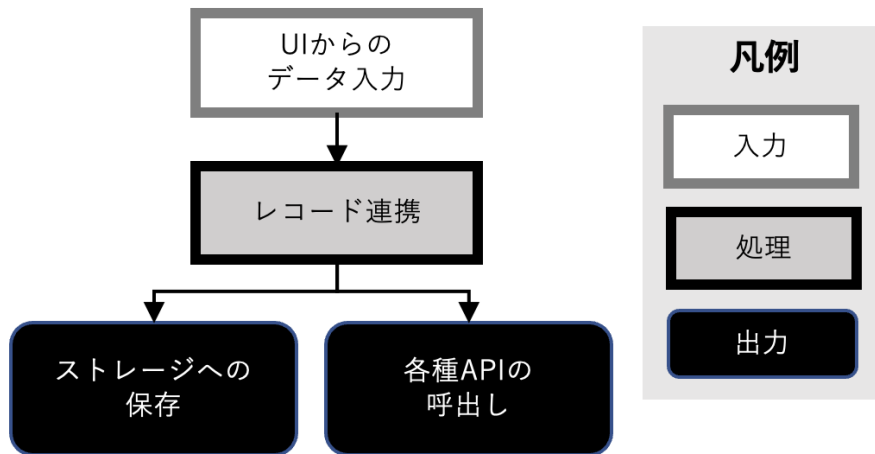 UIからの
データ入力
レコード連携
ストレージへの
保存
各種APIの
呼出し
凡例
入力
処理
出力